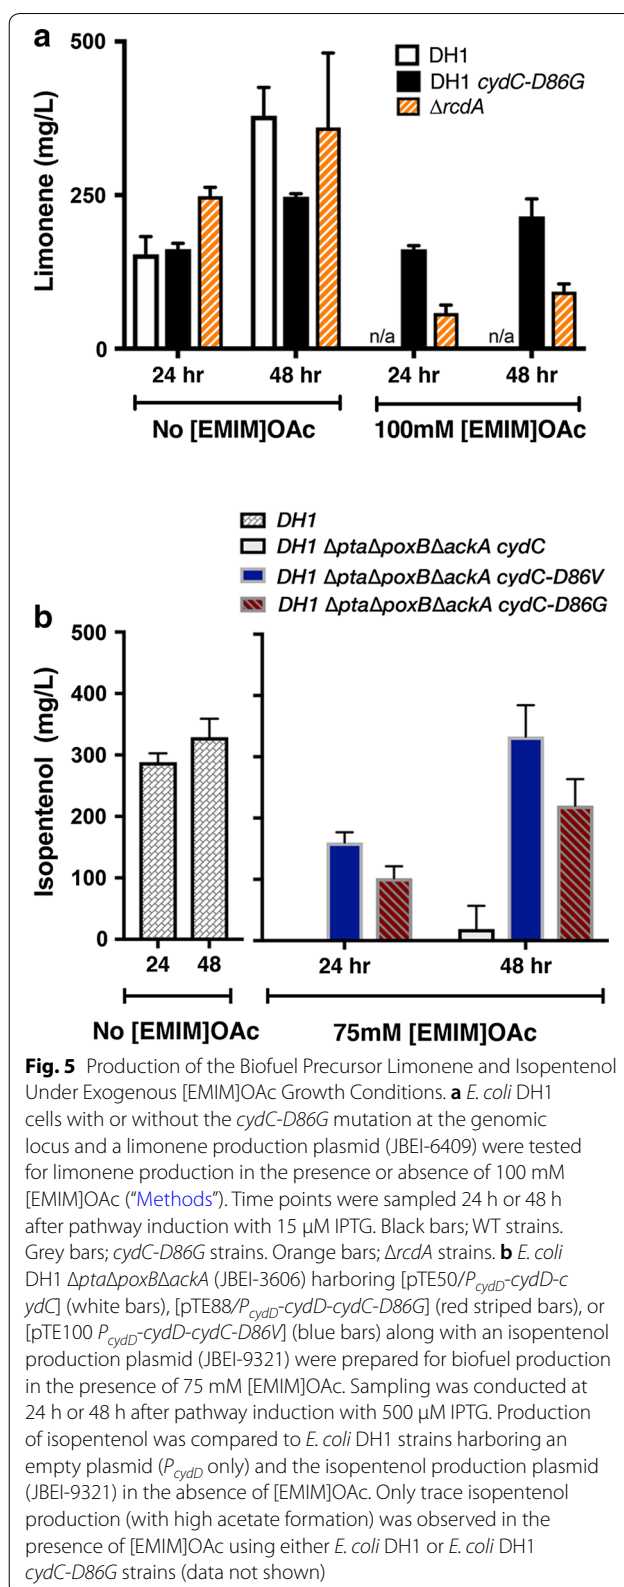 a
500
250
0
Limonene (mg/L)
DH1
DH1 cydC-D86G
ΔrcdA
n/a
n/a
24 hr
48 hr
24 hr
48 hr
No [EMIM]OAc
100mM [EMIM]OAc
DH1
DH1 ΔptaΔpoxBΔackA cydC
DH1 ΔptaΔpoxBΔackA cydC-D86V
DH1 ΔptaΔpoxBΔackA cydC-D86G
b
500
400
300
200
100
0
Isopentenol (mg/L)
24
48
24 hr
48 hr
No [EMIM]OAc
75mM [EMIM]OAc
Fig. 5 Production of the Biofuel Precursor Limonene and Isopentenol
Under Exogenous [EMIM]OAc Growth Conditions. a E. coli DH1
cells with or without the cydC-D86G mutation at the genomic
locus and a limonene production plasmid (JBEI-6409) were tested
for limonene production in the presence or absence of 100 mM
[EMIM]OAc (“Methods”). Time points were sampled 24 h or 48 h
after pathway induction with 15 µM IPTG. Black bars; WT strains.
Grey bars; cydC-D86G strains. Orange bars; ΔrcdA strains. b E. coli
DH1 ΔptaΔpoxBΔackA (JBEI-3606) harboring [pTE50/PcydD-cydD-c
ydC] (white bars), [pTE88/PcydD-cydD-cydC-D86G] (red striped bars), or
[pTE100 PcydD-cydD-cydC-D86V] (blue bars) along with an isopentenol
production plasmid (JBEI-9321) were prepared for biofuel production
in the presence of 75 mM [EMIM]OAc. Sampling was conducted at
24 h or 48 h after pathway induction with 500 µM IPTG. Production
of isopentenol was compared to E. coli DH1 strains harboring an
empty plasmid (PcydD only) and the isopentenol production plasmid
(JBEI-9321) in the absence of [EMIM]OAc. Only trace isopentenol
production (with high acetate formation) was observed in the
presence of [EMIM]OAc using either E. coli DH1 or E. coli DH1
cydC-D86G strains (data not shown)